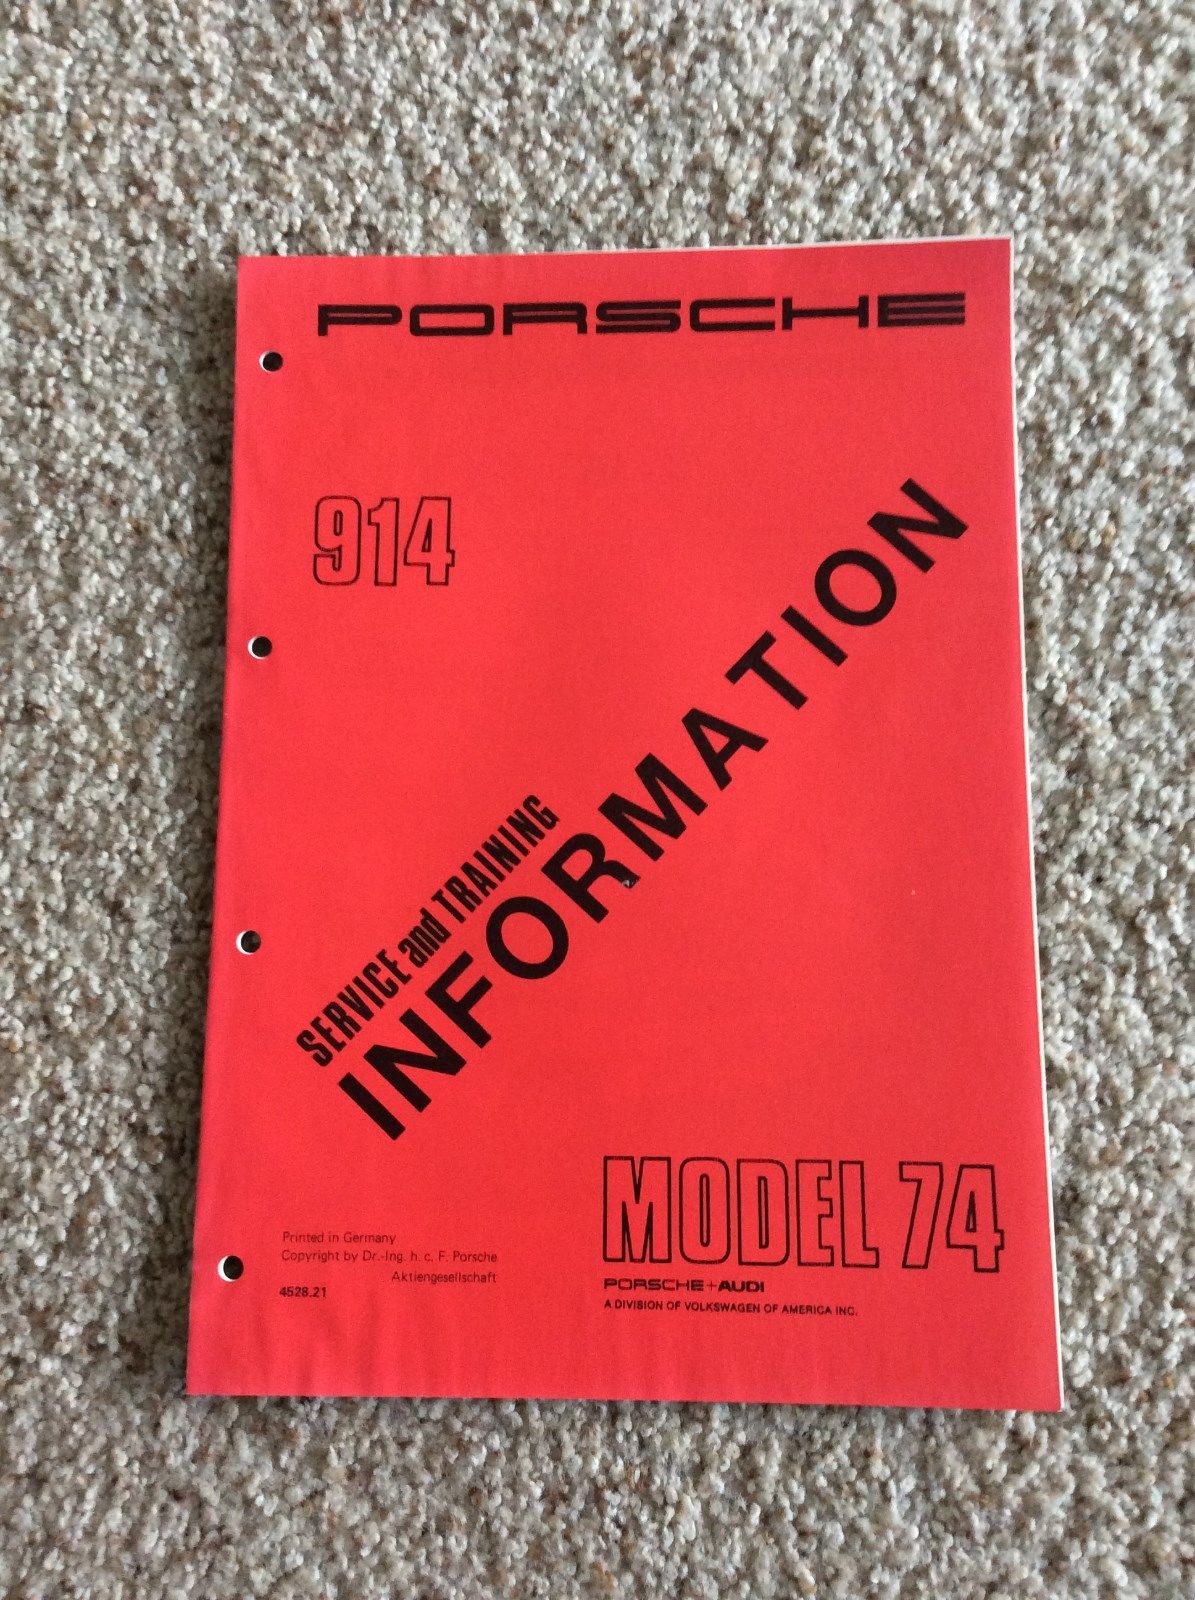 PORSCHE
914
SERVICE and TRAINING
INFORMATION
MODEL 74
PORSCHE+AUDI
A DIVISION OF VOLKSWAGEN OF AMERICA INC.
Printed in Germany
Copyright by Dr.-Ing. h. c. F. Porsche
Aktiengesellschaft
4528.21